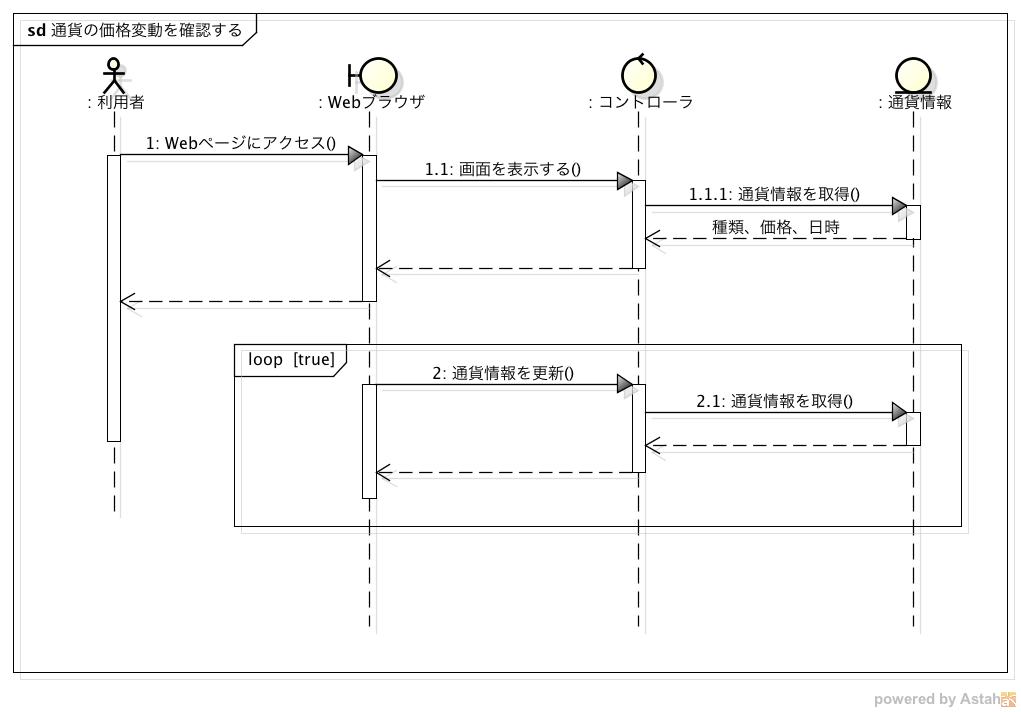 sd 通貨の価格変動を確認する
: 利用者
: Webブラウザ
: コントローラ
: 通貨情報
1: Webページにアクセス()
1.1: 画面を表示する()
1.1.1: 通貨情報を取得()
種類、価格、日時
loop [true]
2: 通貨情報を更新()
2.1: 通貨情報を取得()
powered by Astah